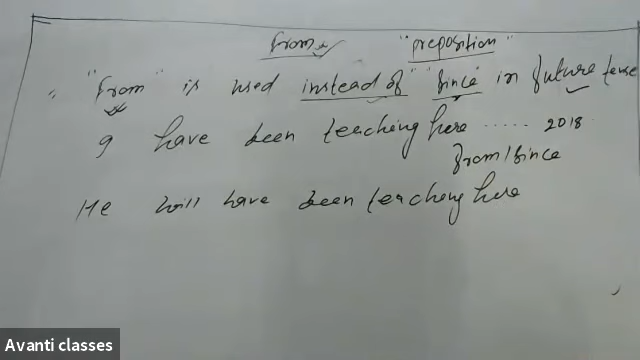 from "preposition"
"from" is used instead of "since" in future tense
I have been teaching here ...... 2018.
from/since
He will have been teaching here
Avanti classes